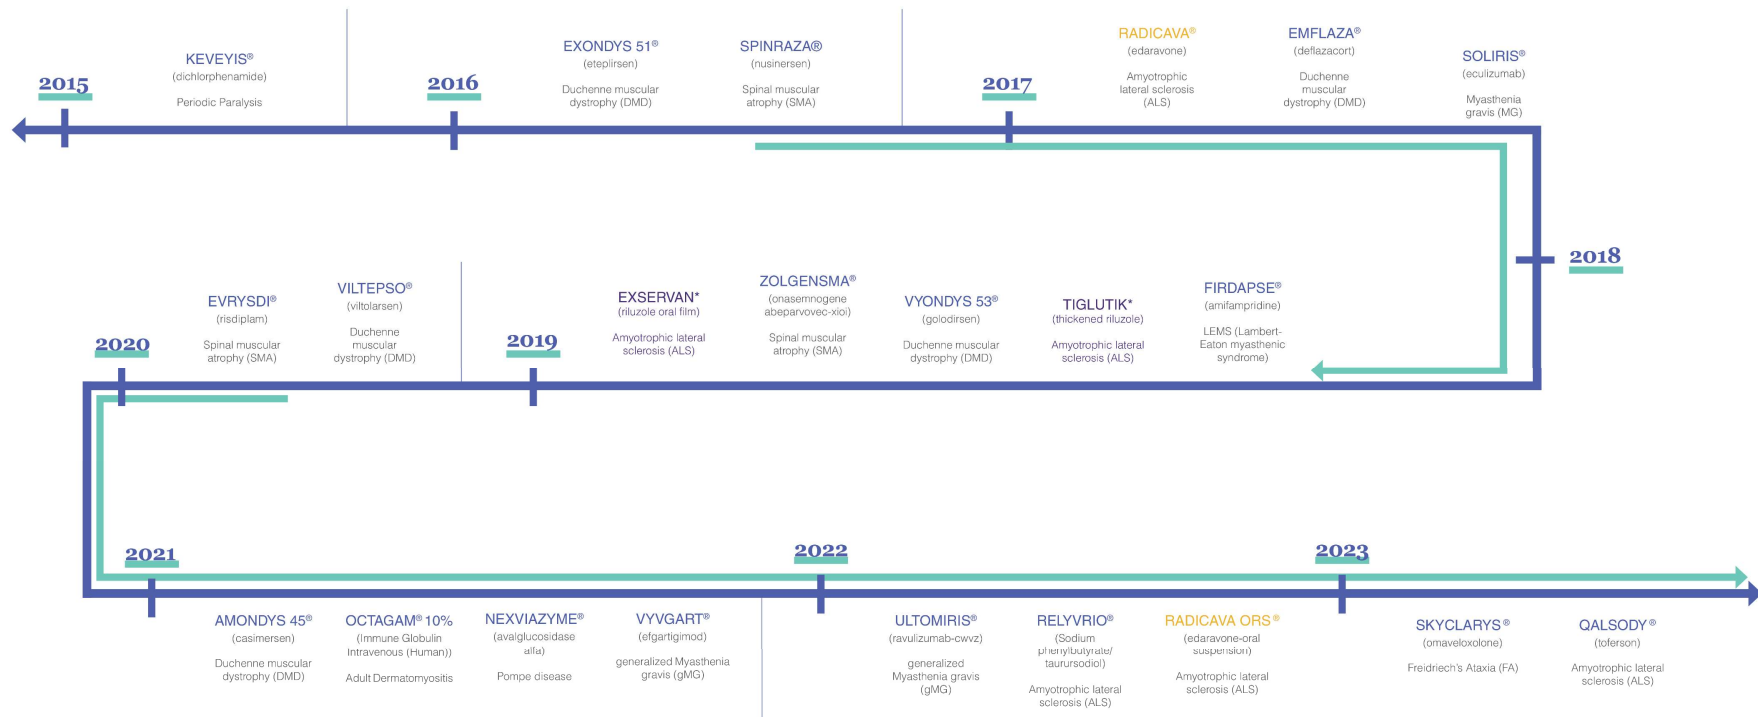 2015
KEVEYIS®
(dichlorphenamide)
Periodic Paralysis
2016
EXONDYS 51®
(eteplirsen)
Duchenne muscular
dystrophy (DMD)
SPINRAZA®
(nusinersen)
Spinal muscular
atrophy (SMA)
2017
RADICAVA®
(edaravone)
Amyotrophic
lateral sclerosis
(ALS)
EMFLAZA®
(deflazacort)
Duchenne
muscular
dystrophy (DMD)
SOLIRIS®
(eculizumab)
Myasthenia
gravis (MG)
2018
FIRDAPSE®
(amifampridine)
LEMS (Lambert-
Eaton myasthenic
syndrome)
TIGLUTIK*
(thickened riluzole)
Amyotrophic lateral
sclerosis (ALS)
VYONDYS 53®
(golodirsen)
Duchenne muscular
dystrophy (DMD)
ZOLGENSMA®
(onasemnogene
abeparvovec-xioi)
Spinal muscular
atrophy (SMA)
EXSERVAN*
(riluzole oral film)
Amyotrophic lateral
sclerosis (ALS)
2019
VILTEPSO®
(viltolarsen)
Duchenne
muscular
dystrophy (DMD)
EVRYSDI®
(risdiplam)
Spinal muscular
atrophy (SMA)
2020
2021
AMONDYS 45®
(casimersen)
Duchenne muscular
dystrophy (DMD)
OCTAGAM® 10%
(Immune Globulin
Intravenous (Human))
Adult Dermatomyositis
NEXVIAZYME®
(avalglucosidase
alfa)
Pompe disease
VYVGART®
(efgartigimod)
generalized Myasthenia
gravis (gMG)
2022
ULTOMIRIS®
(ravulizumab-cwvz)
generalized
Myasthenia gravis
(gMG)
RELYVRIO®
(Sodium
phenylbutyrate/
taurursodiol)
Amyotrophic lateral
sclerosis (ALS)
RADICAVA ORS®
(edaravone-oral
suspension)
Amyotrophic lateral
sclerosis (ALS)
2023
SKYCLARYS®
(omaveloxolone)
Freidriech's Ataxia (FA)
QALSODY®
(toferson)
Amyotrophic lateral
sclerosis (ALS)